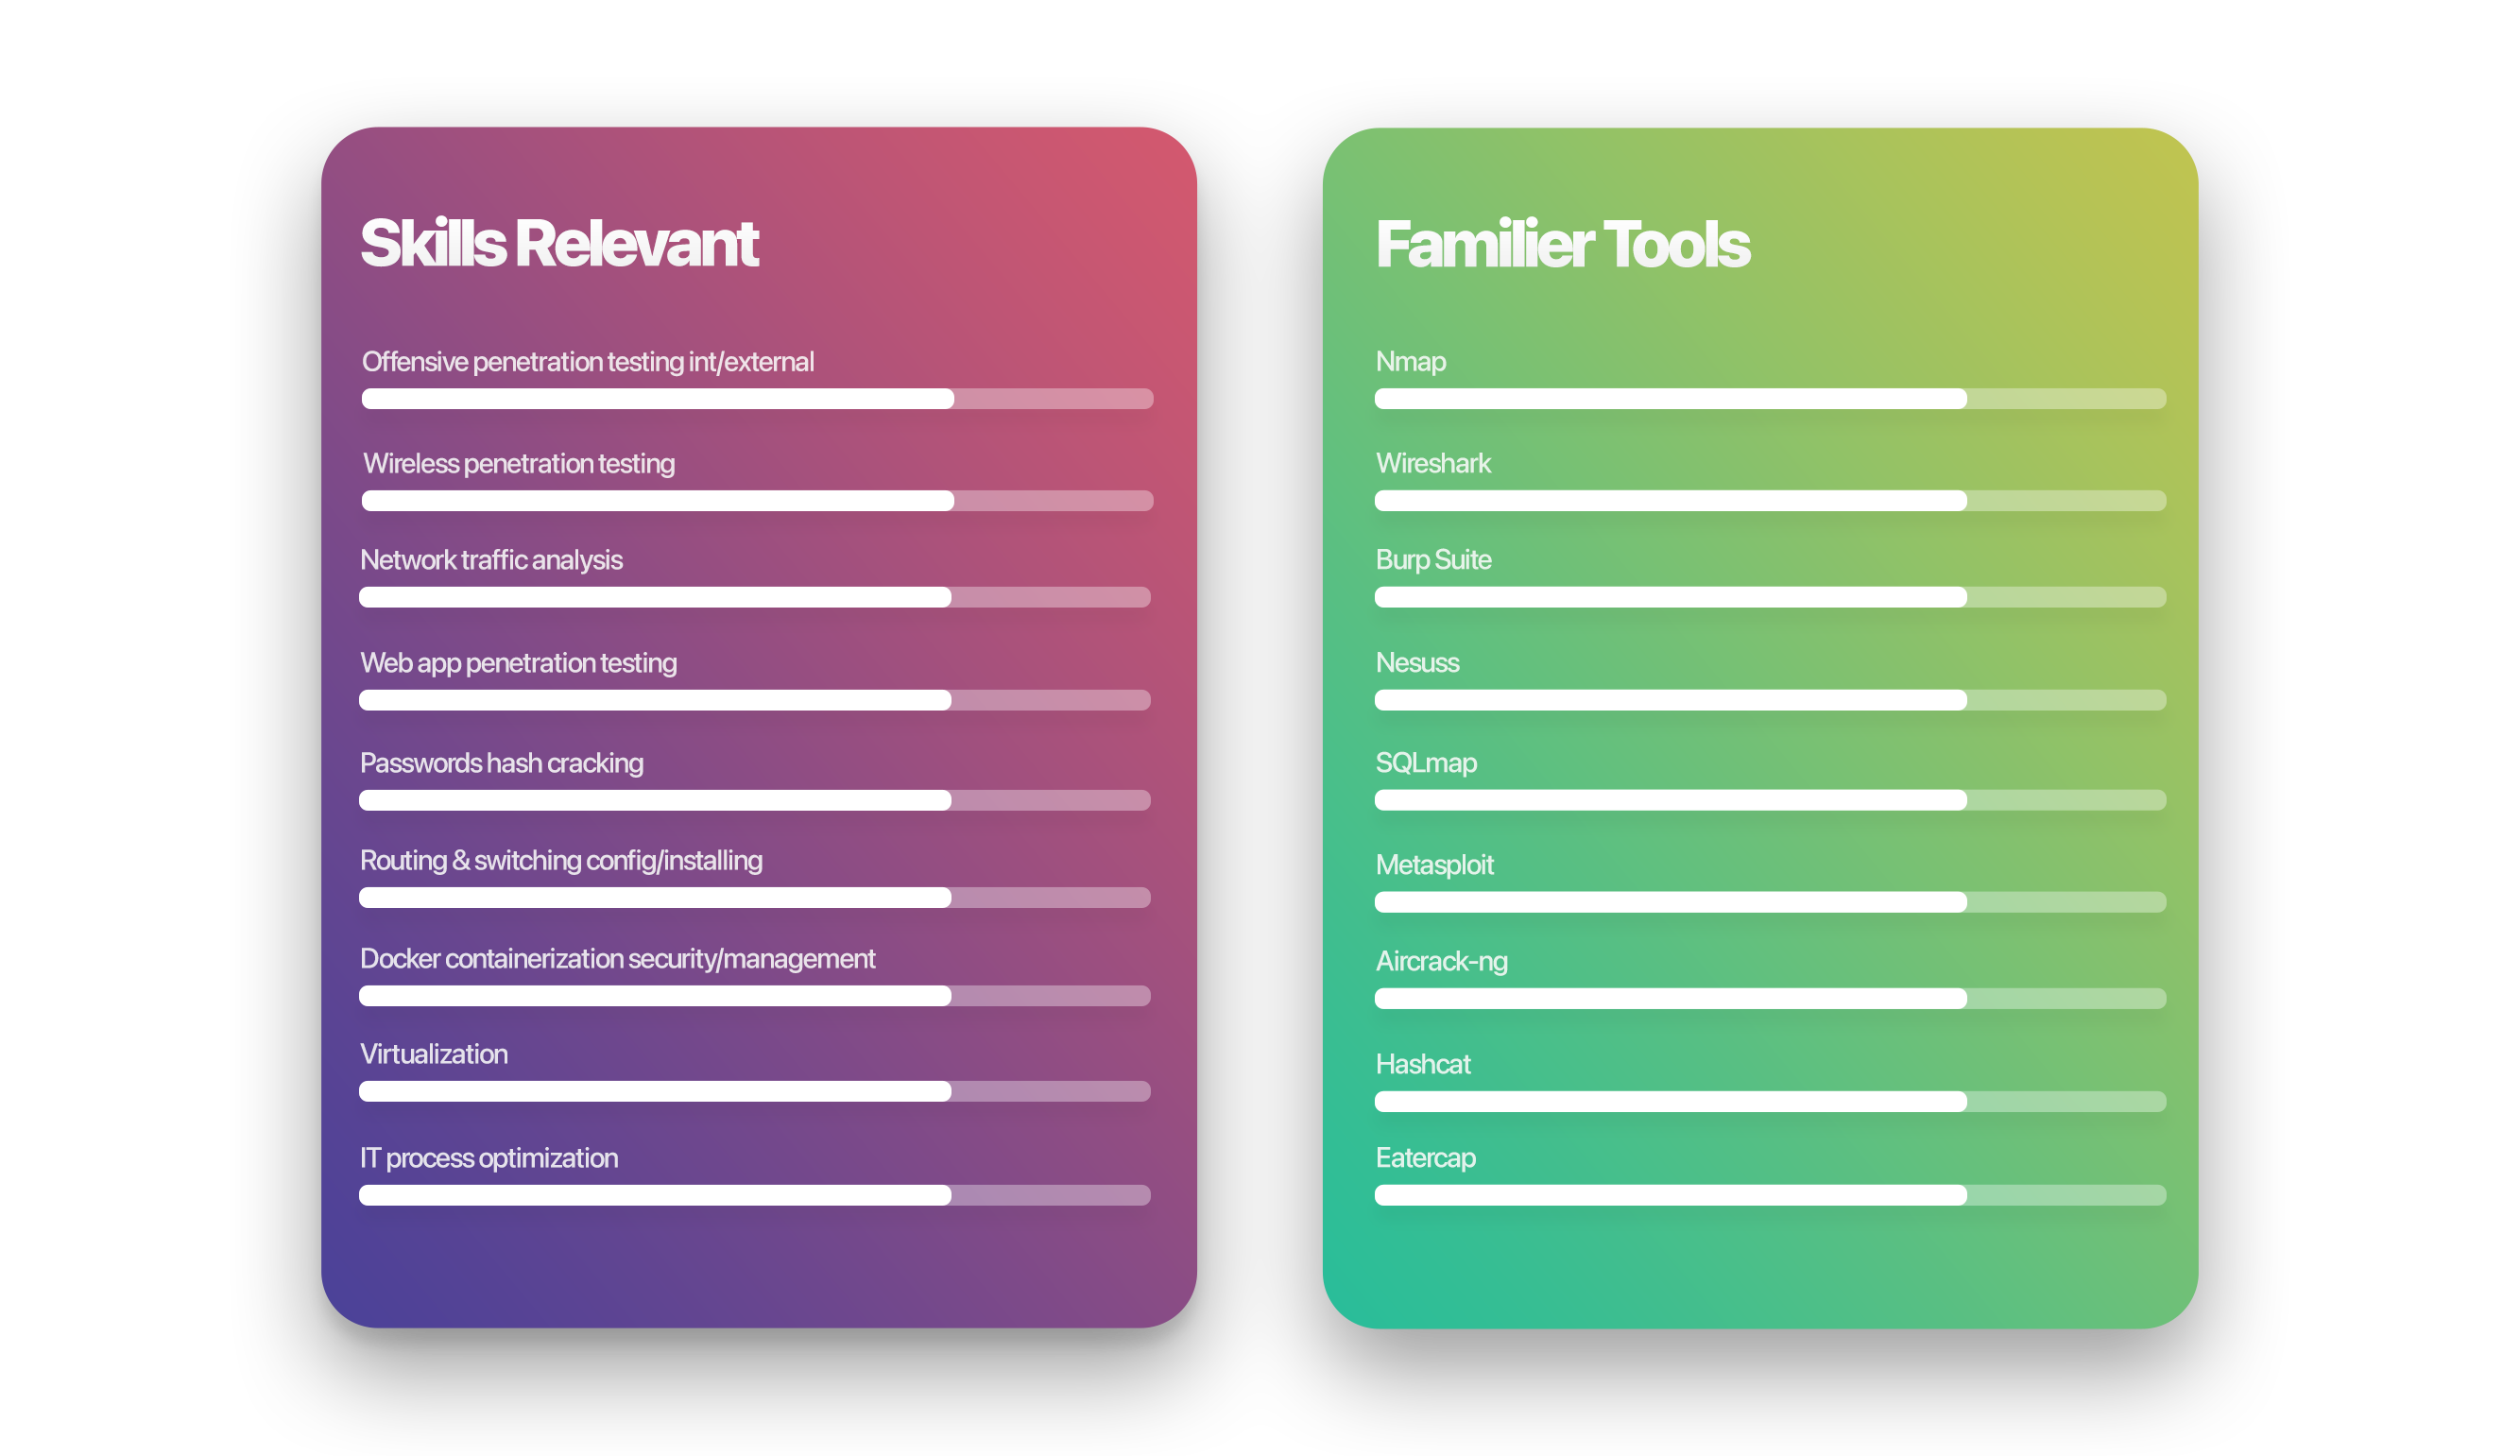 Skills Relevant
Offensive penetration testing int/external
Wireless penetration testing
Network traffic analysis
Web app penetration testing
Passwords hash cracking
Routing & switching config/installing
Docker containerization security/management
Virtualization
IT process optimization
Familier Tools
Nmap
Wireshark
Burp Suite
Nesuss
SQLmap
Metasploit
Aircrack-ng
Hashcat
Eatercap